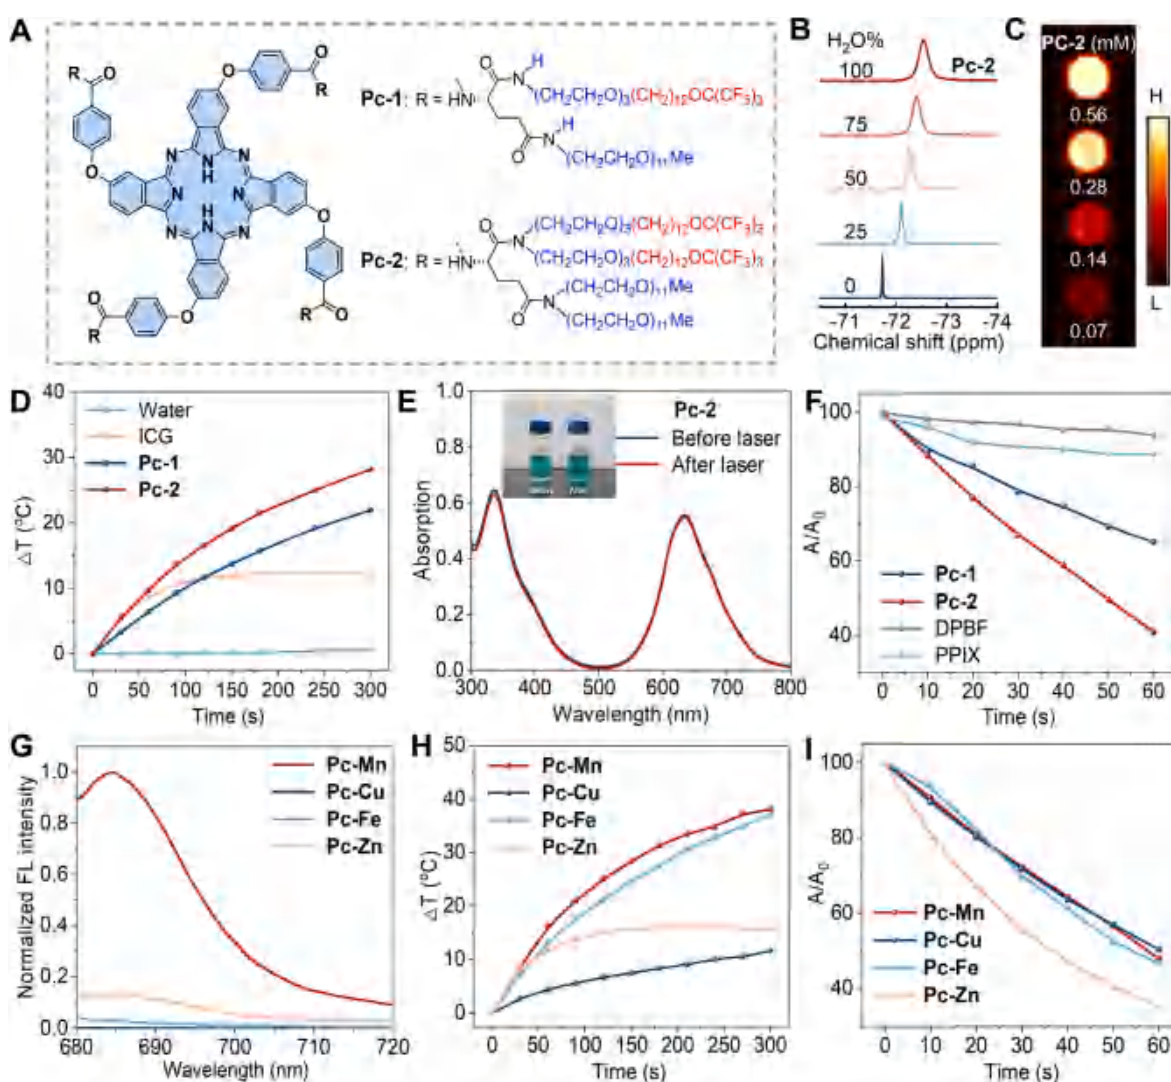 A
R
O
O
R
O
O
N
N
N
N
H
N
N
H
N
N
N
O
O
R
O
O
R
Pc-1: R = HN
O
N
H
(CH₂CH₂O)₃(CH₂)₁₂OC(CF₃)₃
O
N
H
(CH₂CH₂O)₁₁Me
Pc-2: R = HN
O
N
(CH₂CH₂O)₃(CH₂)₁₂OC(CF₃)₃
(CH₂CH₂O)₃(CH₂)₁₂OC(CF₃)₃
O
N
(CH₂CH₂O)₁₁Me
(CH₂CH₂O)₁₁Me
B
H₂O%
Pc-2
100
75
50
25
0
-71 -72 -73 -74
Chemical shift (ppm)
C
PC-2 (mM)
0.56
0.28
0.14
0.07
H
L
D
Water
ICG
Pc-1
Pc-2
40
30
20
10
0
△T (°C)
0 50 100 150 200 250 300
Time (s)
E
Pc-2
Before laser
After laser
1.0
0.8
0.6
0.4
0.2
0.0
Absorption
300 400 500 600 700 800
Wavelength (nm)
F
100
80
60
40
A/A₀
Pc-1
Pc-2
DPBF
PPIX
0 10 20 30 40 50 60
Time (s)
G
Pc-Mn
Pc-Cu
Pc-Fe
Pc-Zn
1.0
0.8
0.6
0.4
0.2
0.0
Normalized FL intensity
680 690 700 710 720
Wavelength (nm)
H
Pc-Mn
Pc-Cu
Pc-Fe
Pc-Zn
50
40
30
20
10
0
△T (°C)
0 50 100 150 200 250 300
Time (s)
I
100
80
60
40
A/A₀
Pc-Mn
Pc-Cu
Pc-Fe
Pc-Zn
0 10 20 30 40 50 60
Time (s)